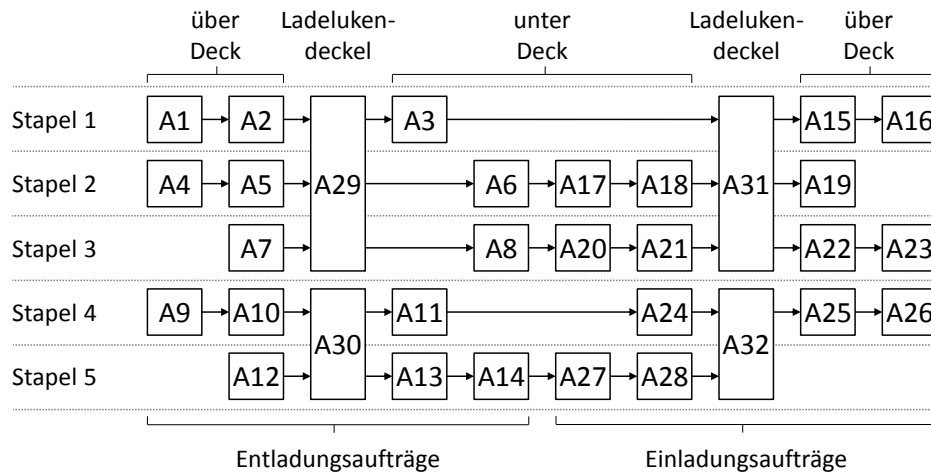 über Deck
Ladeluken-
deckel
unter Deck
Ladeluken-
deckel
über Deck
Stapel 1
A1 A2 A3 A15 A16
Stapel 2
A4 A5 A29 A6 A17 A18 A31 A19
Stapel 3
A7 A8 A20 A21 A22 A23
Stapel 4
A9 A10 A11 A24 A25 A26
A30 A32
Stapel 5
A12 A13 A14 A27 A28
Entladungsaufträge
Einladungsaufträge